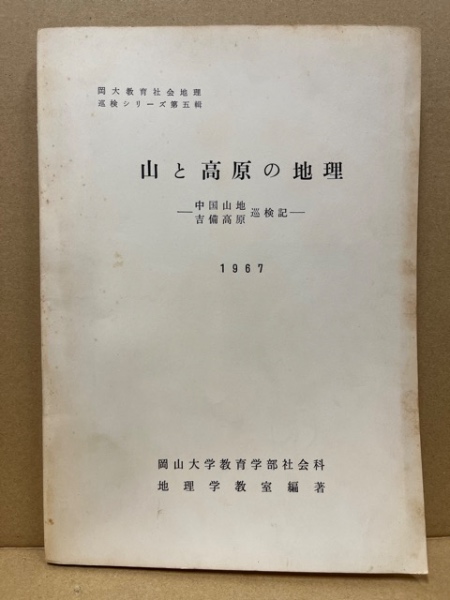 岡大教育社会地理
巡検シリーズ第五輯
山と高原の地理
―中国山地
吉備高原巡検記―
1967
岡山大学教育学部社会科
地理学教室編著